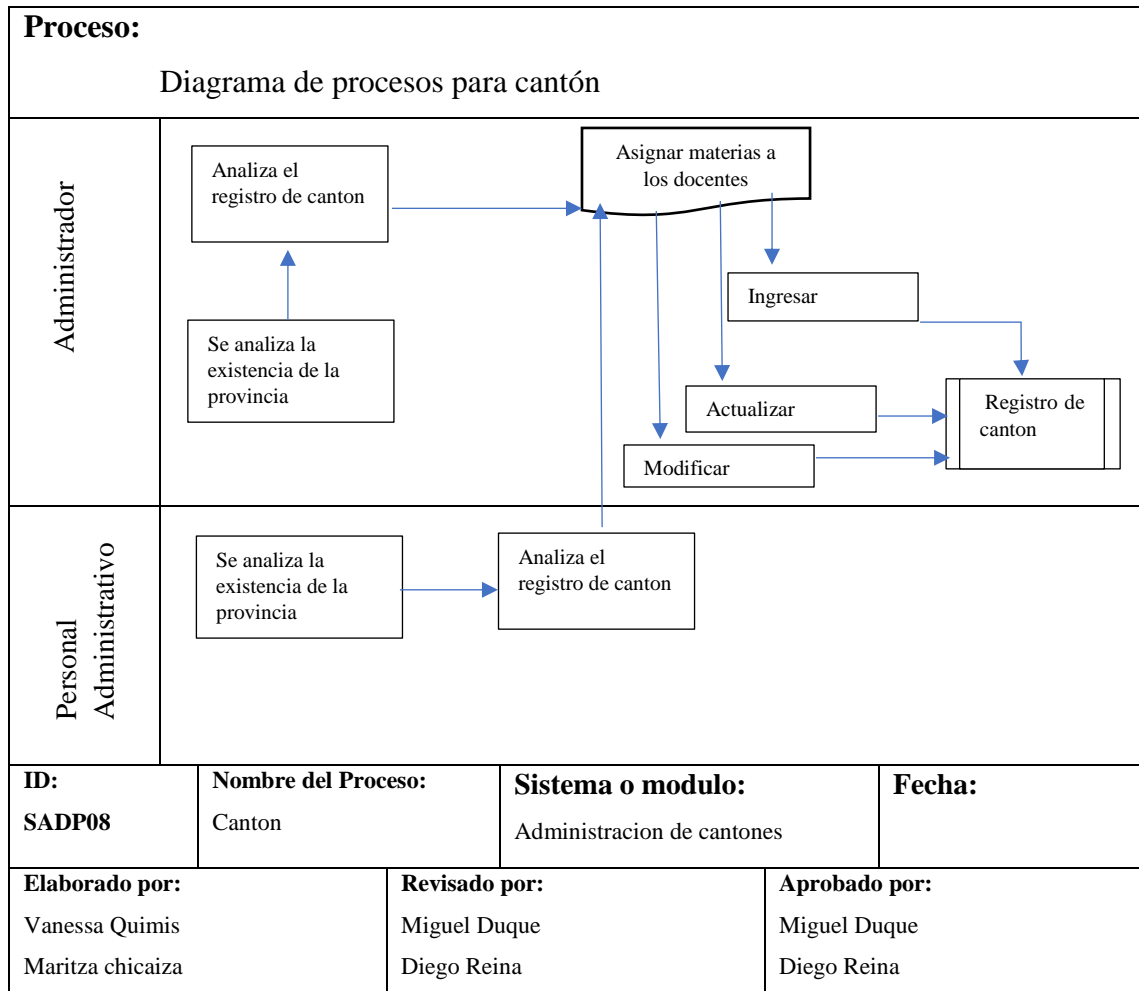 Proceso:
Diagrama de procesos para cantón
Administrador
Analiza el
registro de canton
Asignar materias a
los docentes
Ingresar
Se analiza la
existencia de la
provincia
Actualizar
Registro de
canton
Modificar
Personal
Administrativo
Se analiza la
existencia de la
provincia
Analiza el
registro de canton
ID:
SADP08
Nombre del Proceso:
Canton
Sistema o modulo:
Administracion de cantones
Fecha:
Elaborado por:
Vanessa Quimis
Maritza chicaiza
Revisado por:
Miguel Duque
Diego Reina
Aprobado por:
Miguel Duque
Diego Reina